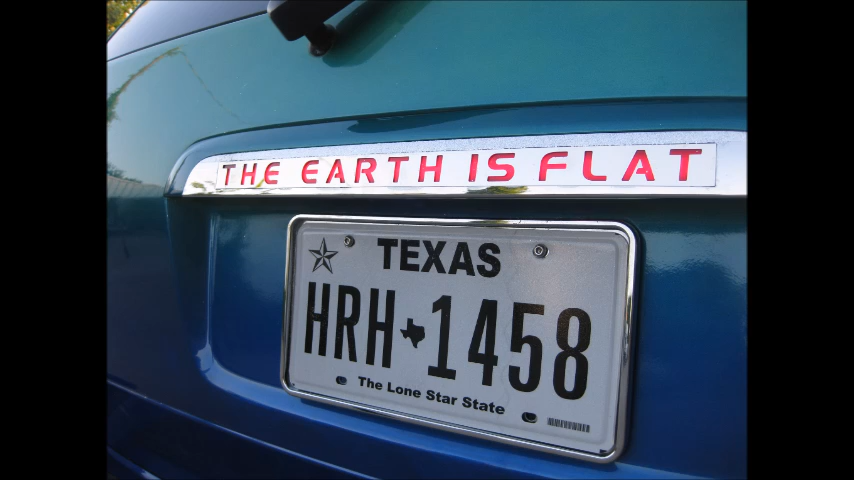 THE EARTH IS FLAT
TEXAS
HRH 1458
The Lone Star State